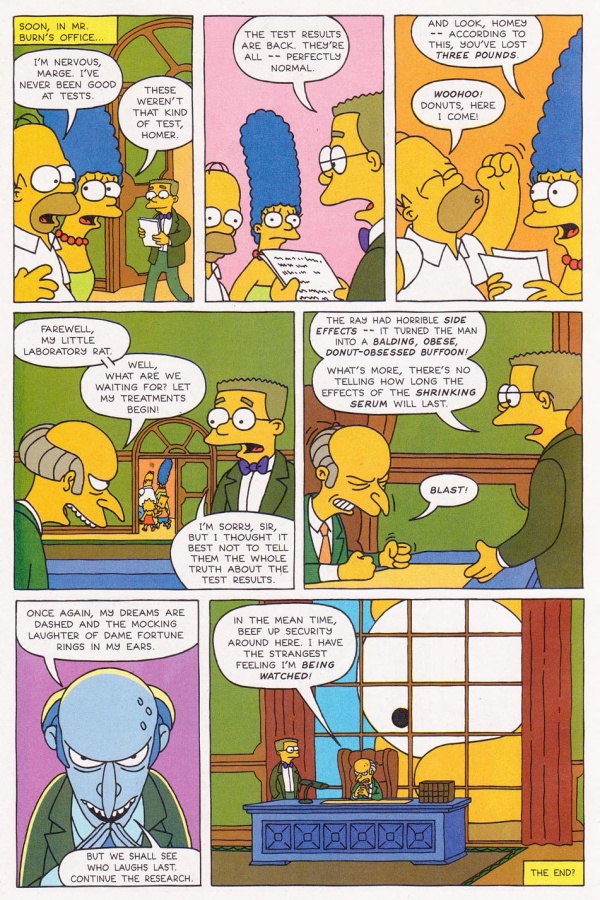 SOON, IN MR.
BURN'S OFFICE...
I'M NERVOUS,
MARGE. I'VE
NEVER BEEN GOOD
AT TESTS.
THESE
WEREN'T
THAT KIND
OF TEST,
HOMER.
THE TEST RESULTS
ARE BACK. THEY'RE
ALL -- PERFECTLY
NORMAL.
AND LOOK, HOMEY
-- ACCORDING TO
THIS, YOU'VE LOST
THREE POUNDS.
WOOHOO!
DONUTS, HERE
I COME!
FAREWELL,
MY LITTLE
LABORATORY RAT.
WELL,
WHAT ARE WE
WAITING FOR? LET
MY TREATMENTS
BEGIN!
I'M SORRY, SIR,
BUT I THOUGHT IT
BEST NOT TO TELL
THEM THE WHOLE
TRUTH ABOUT THE
TEST RESULTS.
THE RAY HAD HORRIBLE SIDE
EFFECTS -- IT TURNED THE MAN
INTO A BALDING, OBESE,
DONUT-OBSESSED BUFFOON!
WHAT'S MORE, THERE'S NO
TELLING HOW LONG THE
EFFECTS OF THE SHRINKING
SERUM WILL LAST.
BLAST!
ONCE AGAIN, MY DREAMS ARE
DASHED AND THE MOCKING
LAUGHTER OF DAME FORTUNE
RINGS IN MY EARS.
BUT WE SHALL SEE
WHO LAUGHS LAST.
CONTINUE THE RESEARCH.
IN THE MEAN TIME,
BEEF UP SECURITY
AROUND HERE. I HAVE
THE STRANGEST
FEELING I'M BEING
WATCHED!
THE END?